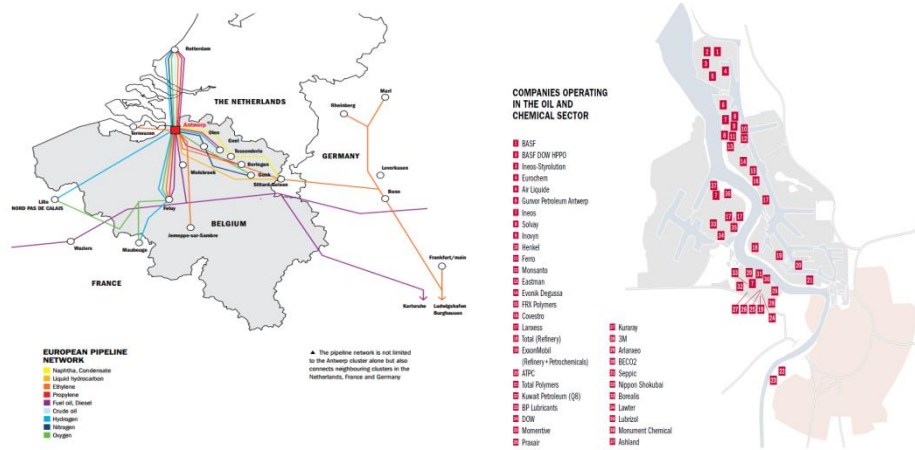 Rotterdam
THE NETHERLANDS
Marl
Rheinberg
Antwerp
Terneuzen
Olen
Geel
Tessenderlo
Beringen
Genk
Sittard-Geleen
Meisbroek
GERMANY
Leverkusen
Bonn
Lille
NORD PAS DE CALAIS
Feluy
BELGIUM
Jemeppe-sur-Sambre
Waziers
Maubeuge
FRANCE
Frankfurt/main
Karlsruhe
Ludwigshafen
Burghausen
EUROPEAN PIPELINE
NETWORK
Naphtha, Condensate
Liquid hydrocarbon
Ethylene
Propylene
Fuel oil, Diesel
Crude oil
Hydrogen
Nitrogen
Oxygen
▲ The pipeline network is not limited
to the Antwerp cluster alone but also
connects neighbouring clusters in the
Netherlands, France and Germany
COMPANIES OPERATING
IN THE OIL AND
CHEMICAL SECTOR
BASF
BASF DOW HPPO
Ineos-Styrolution
Eurochem
Air Liquide
Gunvor Petroleum Antwerp
Ineos
Solvay
Inovyn
Henkel
Ferro
Monsanto
Eastman
Evonik Degussa
FRX Polymers
Covestro
Lanxess
Total (Refinery)
ExxonMobil
(Refinery + Petrochemicals)
ATPC
Total Polymers
Kuwait Petroleum (Q8)
BP Lubricants
DOW
Momentive
Praxair
Kuraray
3M
Arlanxeo
BECO2
Seppic
Nippon Shokubai
Borealis
Lawter
Lubrizol
Monument Chemical
Ashland